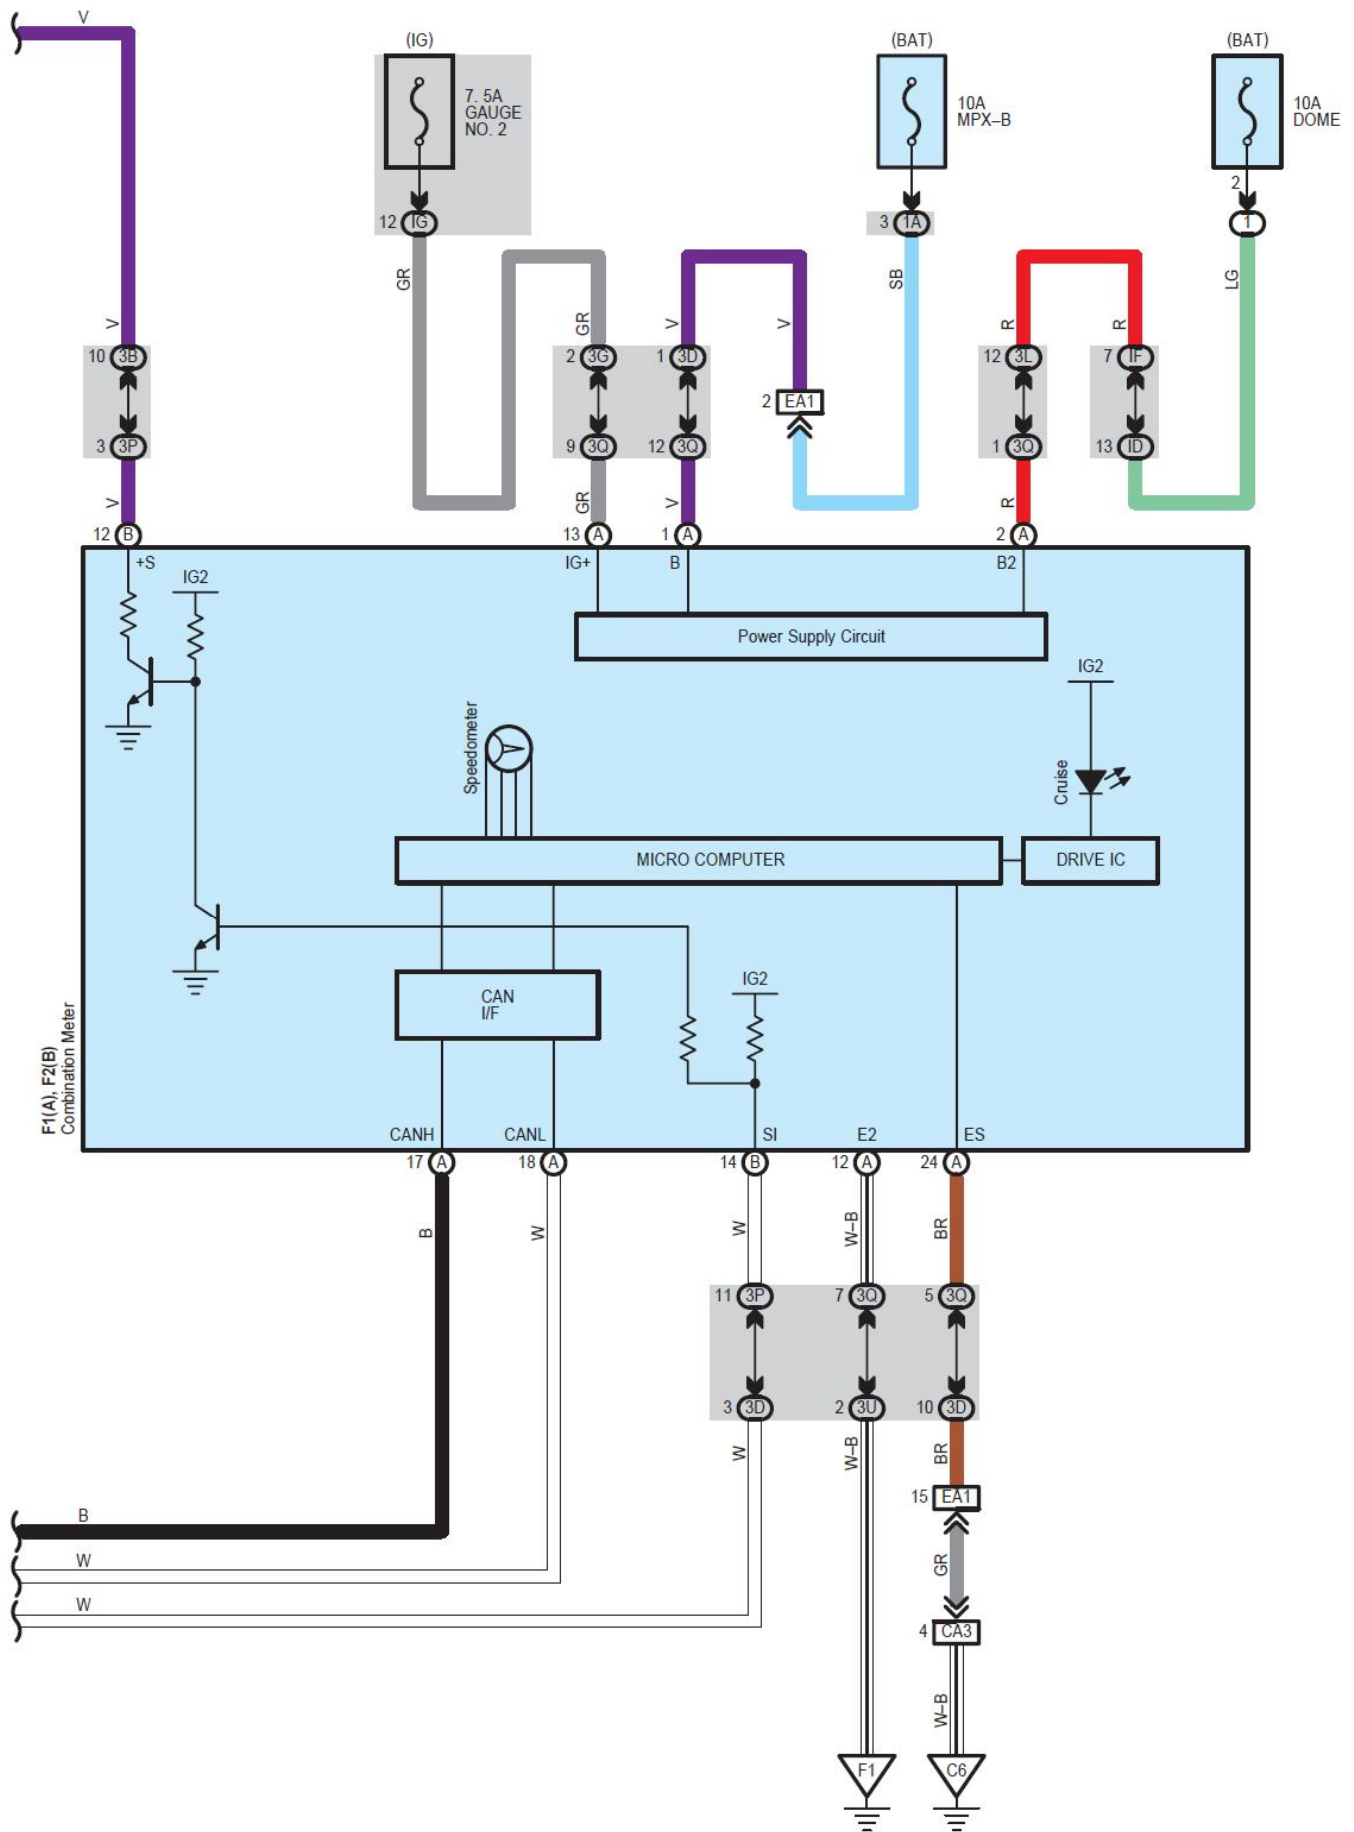 V
(IG)
(BAT)
(BAT)
7. 5A
GAUGE
NO. 2
10A
MPX–B
10A
DOME
2
12 IG
3 1A
1
GR
SB
LG
V
GR
V
V
R
R
10 3B
2 3G
1 3D
12 3L
7 IF
2 EA1
3 3P
9 3Q
12 3Q
1 3Q
13 ID
V
GR
V
R
12 B
13 A
1 A
2 A
+S
IG+
B
B2
IG2
Power Supply Circuit
IG2
Speedometer
Cruise
MICRO COMPUTER
DRIVE IC
CAN
I/F
IG2
F1(A), F2(B)
Combination Meter
CANH
CANL
SI
E2
ES
17 A
18 A
14 B
12 A
24 A
B
W
W
W–B
BR
11 3P
7 3Q
5 3Q
3 3D
2 3U
10 3D
W
W–B
BR
15 EA1
B
W
GR
W
4 CA3
W–B
F1
C6